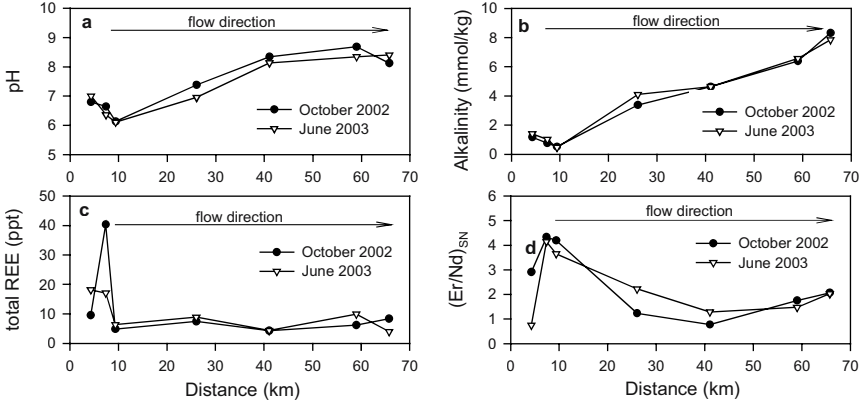 a
flow direction
pH
9
8
7
6
5
October 2002
June 2003
0 10 20 30 40 50 60 70
b
flow direction
Alkalinity (mmol/kg)
10
8
6
4
2
0
October 2002
June 2003
0 10 20 30 40 50 60 70
c
flow direction
total REE (ppt)
50
40
30
20
10
0
October 2002
June 2003
0 10 20 30 40 50 60 70
Distance (km)
d
flow direction
(Er/Nd)SN
6
5
4
3
2
1
0
October 2002
June 2003
0 10 20 30 40 50 60 70
Distance (km)